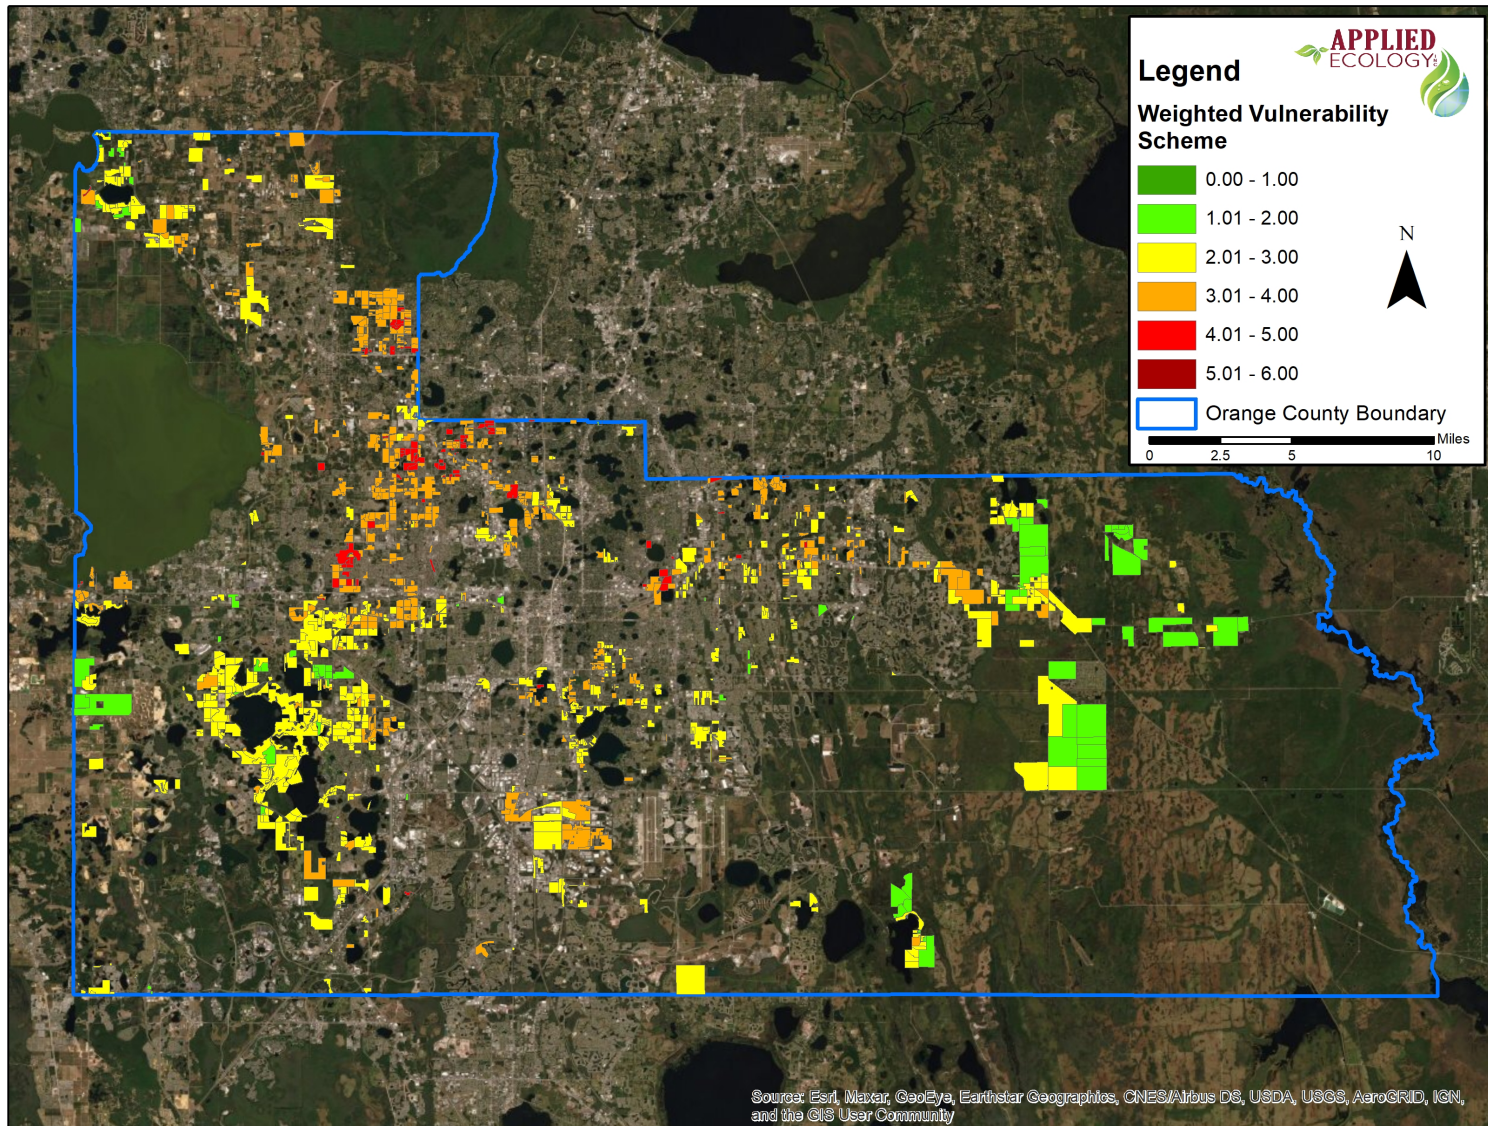 APPLIED
ECOLOGY INC
Legend
Weighted Vulnerability
Scheme
0.00 - 1.00
1.01 - 2.00
2.01 - 3.00
3.01 - 4.00
4.01 - 5.00
5.01 - 6.00
Orange County Boundary
N
Miles
0 2.5 5 10
Source: Esri, Maxar, GeoEye, Earthstar Geographics, CNES/Airbus DS, USDA, USGS, AeroGRID, IGN,
and the GIS User Community